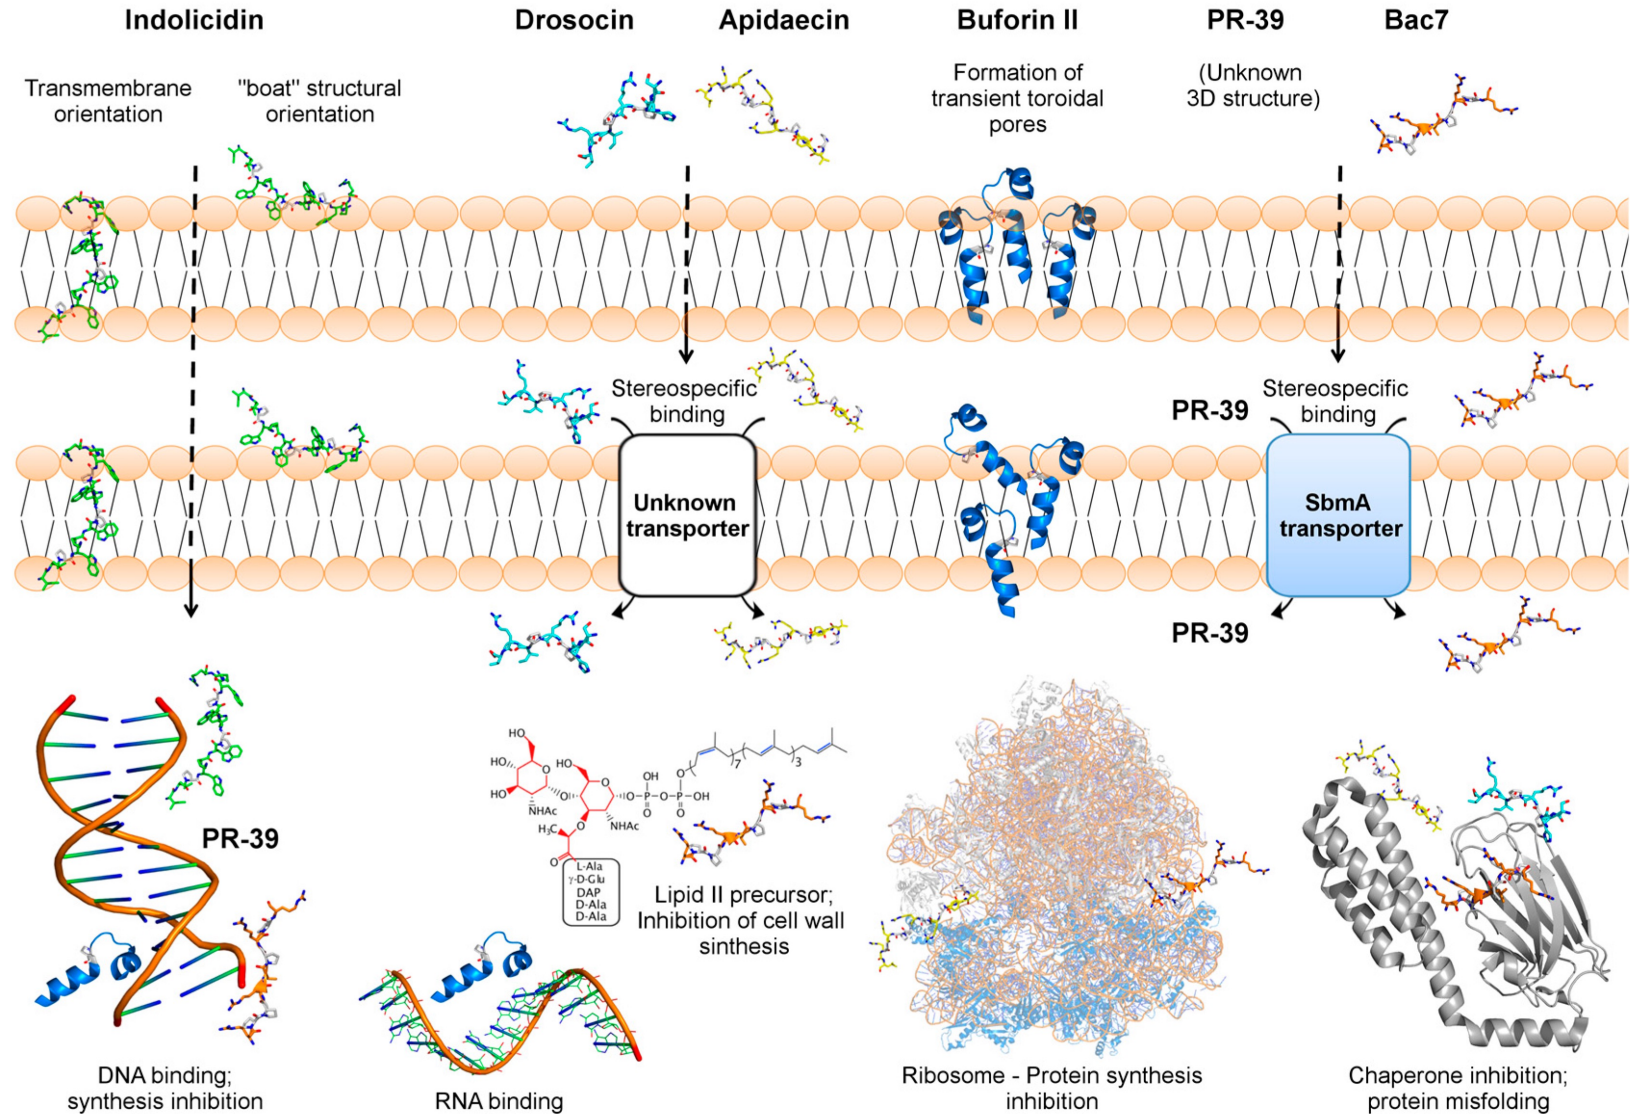 Indolicidin
Drosocin
Apidaecin
Buforin II
PR-39
Bac7
Transmembrane
orientation
"boat" structural
orientation
Formation of
transient toroidal
pores
(Unknown
3D structure)
Stereospecific
binding
PR-39
Stereospecific
binding
Unknown
transporter
SbmA
transporter
PR-39
PR-39
HO
HO
O
HO
HO
O
NHAc
O
O
NHAc
O
P
OH
O
O
P
OH
O
O
7
3
H₃C
O
O
L-Ala
γ-D-Glu
DAP
D-Ala
D-Ala
Lipid II precursor;
Inhibition of cell wall
sinthesis
DNA binding;
synthesis inhibition
RNA binding
Ribosome - Protein synthesis
inhibition
Chaperone inhibition;
protein misfolding